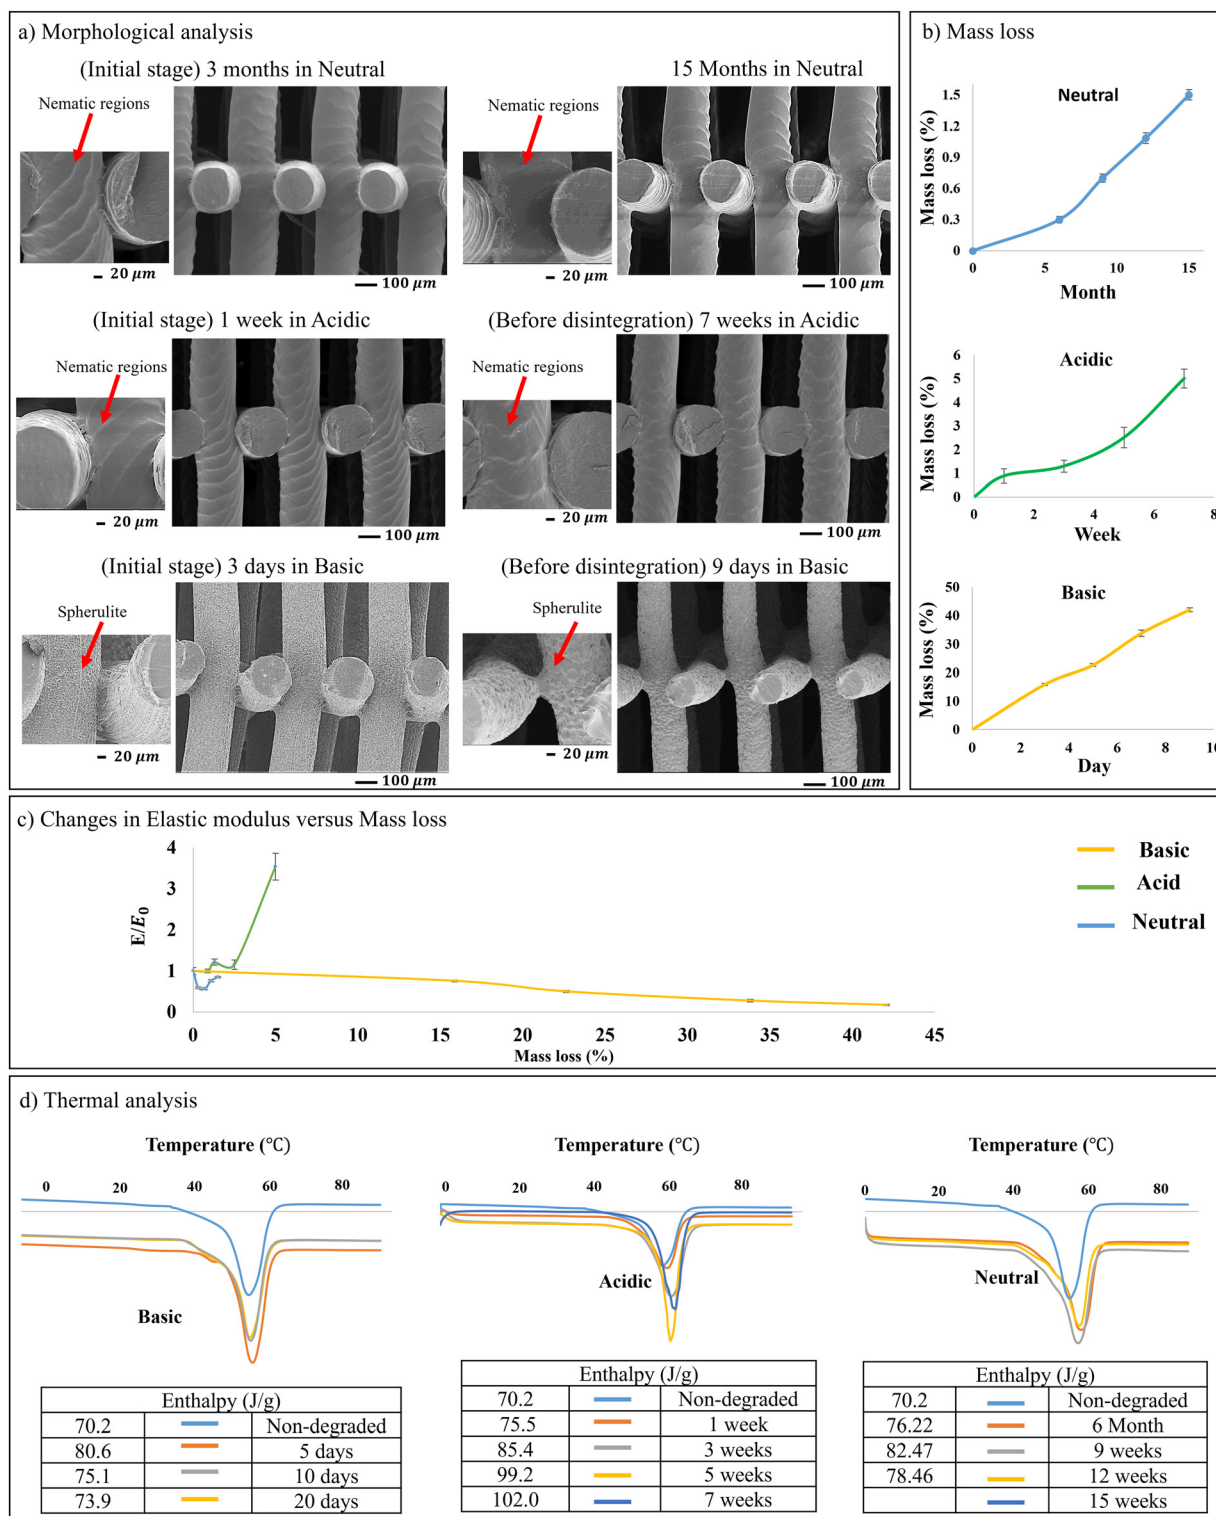 a) Morphological analysis
(Initial stage) 3 months in Neutral
15 Months in Neutral
Nematic regions
Nematic regions
20 μm
100 μm
20 μm
100 μm
(Initial stage) 1 week in Acidic
(Before disintegration) 7 weeks in Acidic
Nematic regions
Nematic regions
20 μm
100 μm
20 μm
100 μm
(Initial stage) 3 days in Basic
(Before disintegration) 9 days in Basic
Spherulite
Spherulite
20 μm
100 μm
20 μm
100 μm
b) Mass loss
Neutral
Mass loss (%)
1.5
1.2
0.9
0.6
0.3
0
0 5 10 15
Month
Acidic
Mass loss (%)
6
5
4
3
2
1
0
0 2 4 6 8
Week
Basic
Mass loss (%)
50
40
30
20
10
0
0 2 4 6 8 10
Day
c) Changes in Elastic modulus versus Mass loss
E/E0
4
3
2
1
0
0 5 10 15 20 25 30 35 40 45
Mass loss (%)
Basic
Acid
Neutral
d) Thermal analysis
Temperature (°C)
0 20 40 60 80
Basic
Enthalpy (J/g)
70.2 Non-degraded
80.6 5 days
75.1 10 days
73.9 20 days
Temperature (°C)
0 20 40 60 80
Acidic
Enthalpy (J/g)
70.2 Non-degraded
75.5 1 week
85.4 3 weeks
99.2 5 weeks
102.0 7 weeks
Temperature (°C)
0 20 40 60 80
Neutral
Enthalpy (J/g)
70.2 Non-degraded
76.22 6 Month
82.47 9 weeks
78.46 12 weeks
15 weeks